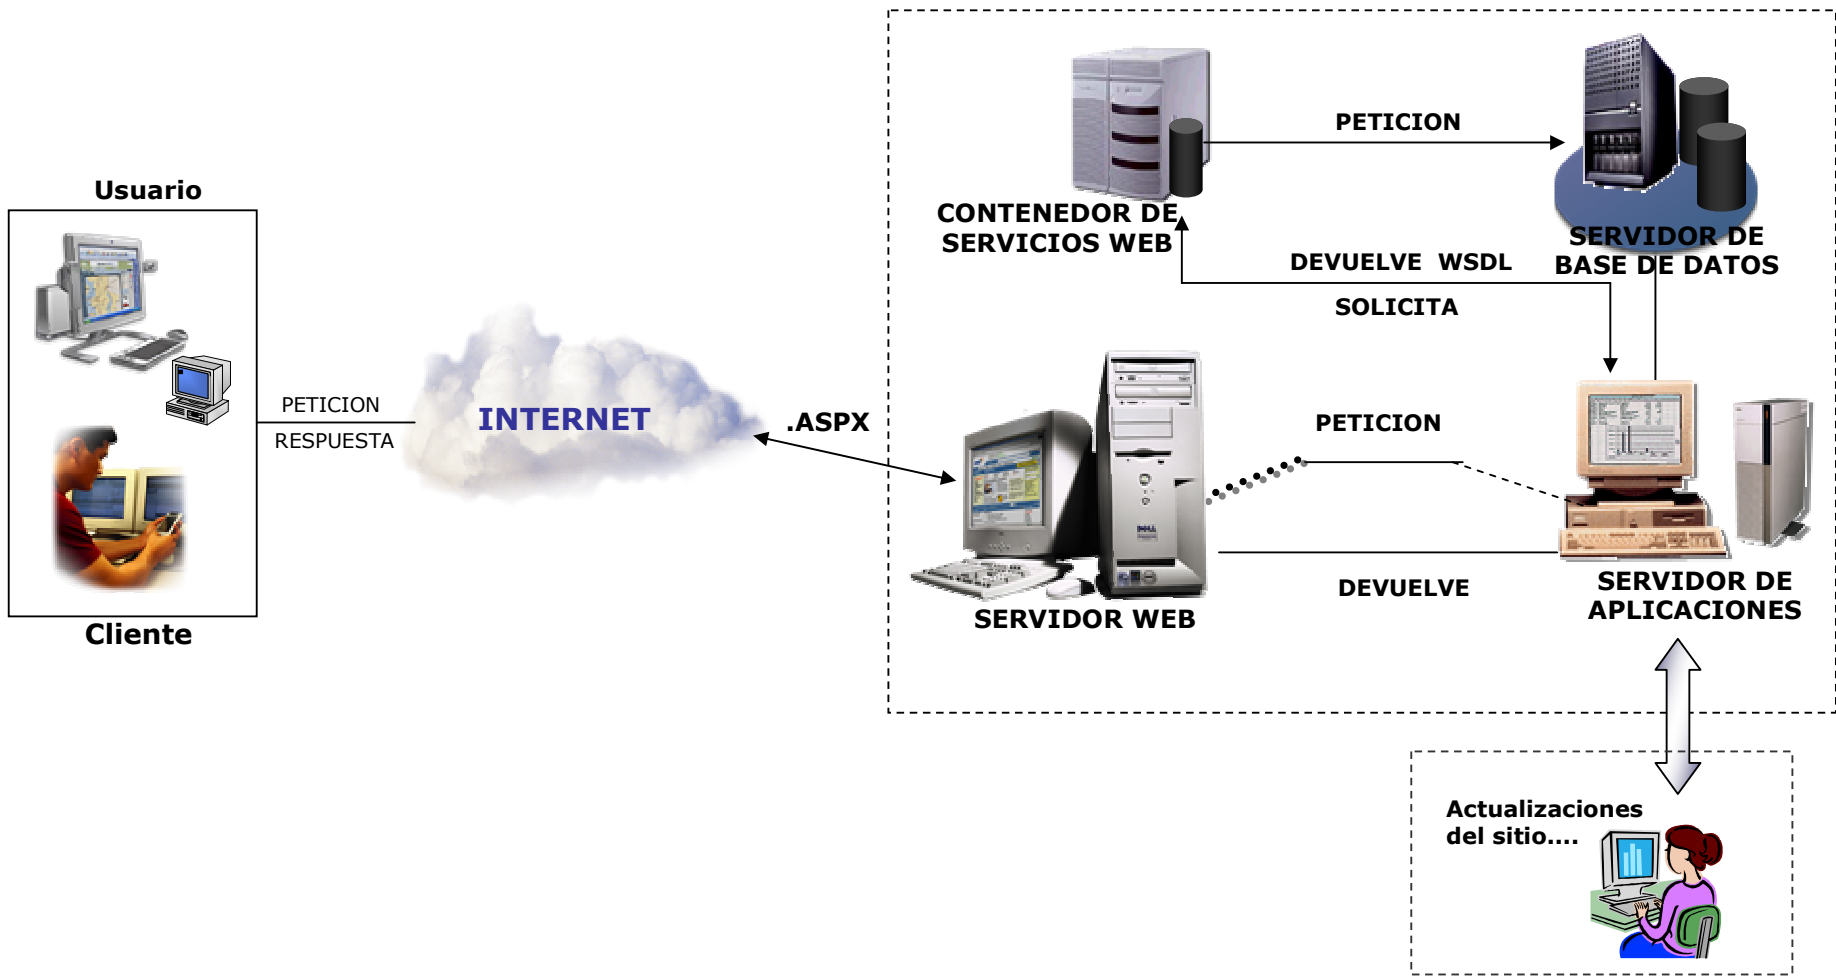 Usuario
Cliente
PETICION
RESPUESTA
INTERNET
.ASPX
CONTENEDOR DE
SERVICIOS WEB
PETICION
SERVIDOR DE
BASE DE DATOS
DEVUELVE WSDL
SOLICITA
SERVIDOR WEB
PETICION
DEVUELVE
SERVIDOR DE
APLICACIONES
Actualizaciones
del sitio....